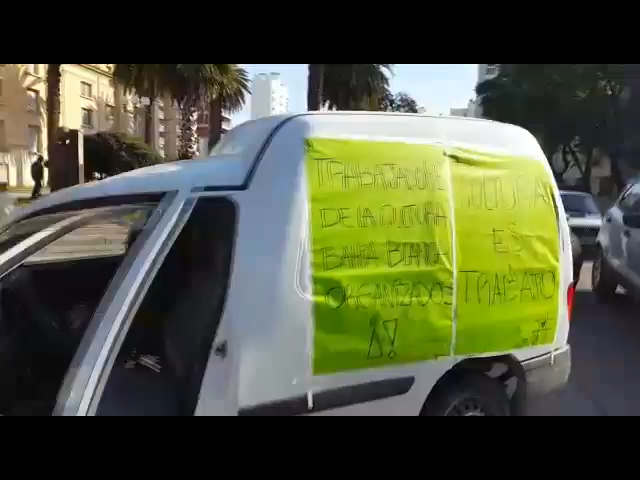 TRABAJADORES
DE LA CULTURA
BAHIA BLANCA
ORGANIZADOS
CULTURA
ES
TRABAJO